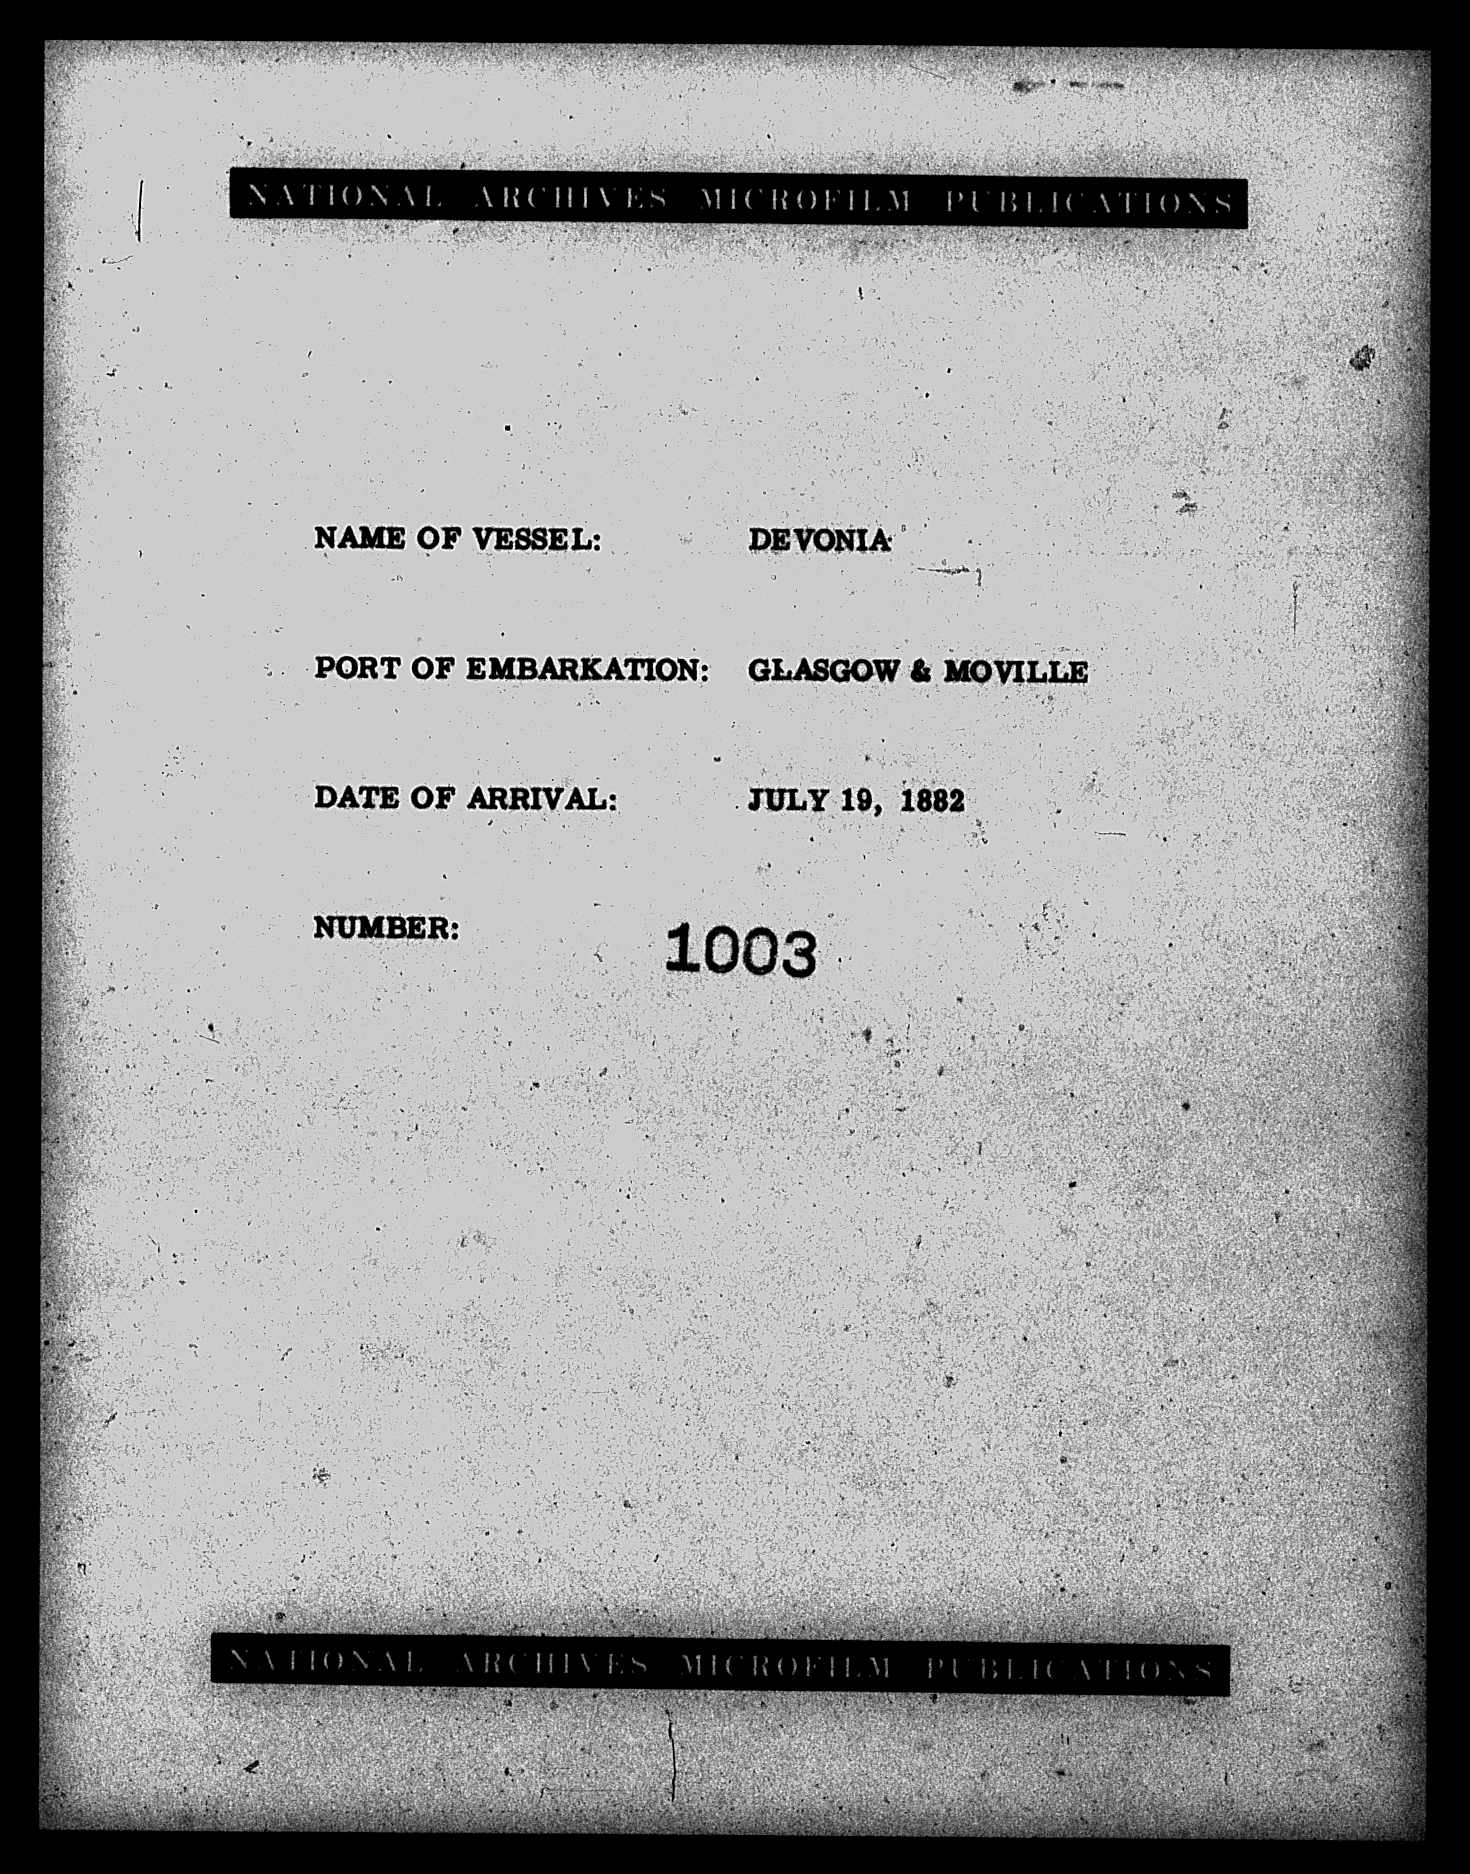 NATIONAL ARCHIVES MICROFILM PUBLICATIONS
NAME OF VESSEL: DEVONIA
PORT OF EMBARKATION: GLASGOW & MOVILLE
DATE OF ARRIVAL: JULY 19, 1882
NUMBER: 1003
NATIONAL ARCHIVES MICROFILM PUBLICATIONS